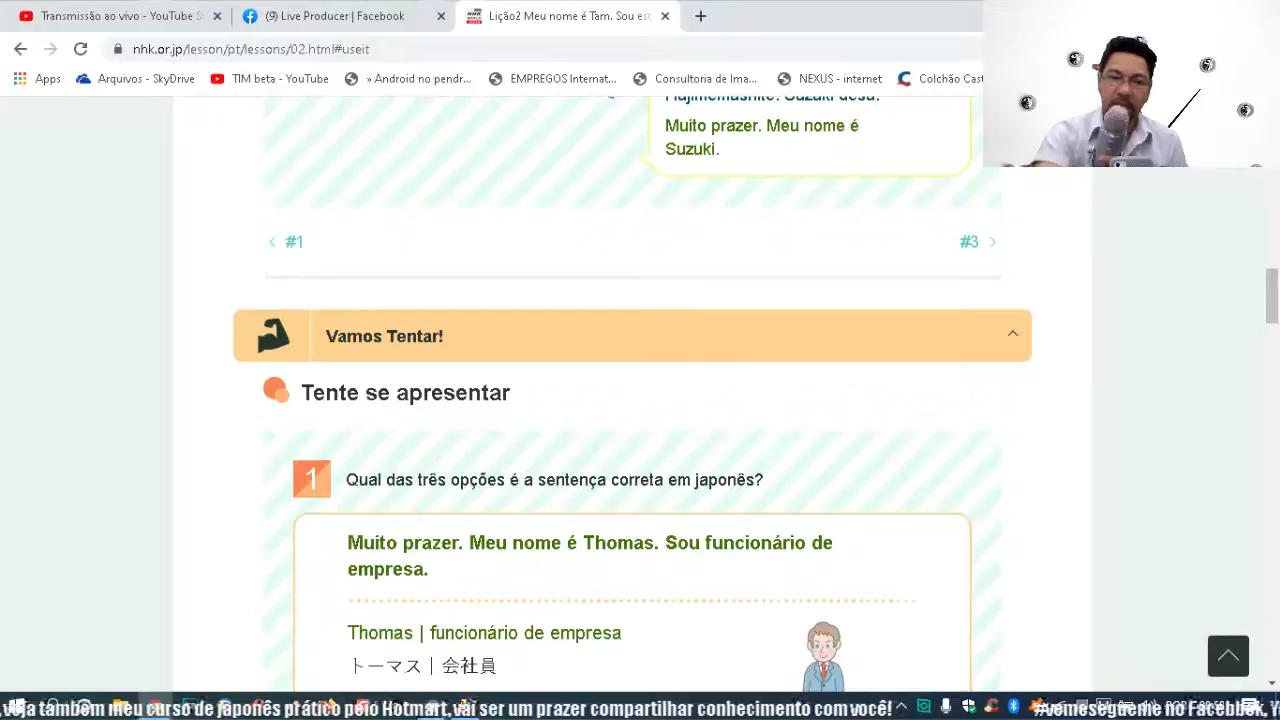 Transmissão ao vivo - YouTube
(9) Live Producer | Facebook
Lição2 Meu nome é Tam. Sou est
nhk.or.jp/lesson/pt/lessons/02.html#useit
Apps
Arquivos - SkyDrive
TIM beta - YouTube
» Android no pendr...
EMPREGOS Internat...
Consultoria de Ima...
NEXUS - internet
Colchão Cast
Hajimemashite. Suzuki desu.
Muito prazer. Meu nome é
Suzuki.
#1
#3
Vamos Tentar!
Tente se apresentar
1 Qual das três opções é a sentença correta em japonês?
Muito prazer. Meu nome é Thomas. Sou funcionário de
empresa.
Thomas | funcionário de empresa
トーマス | 会社員
veja também meu curso de japonês prático pelo Hotmart, vai ser um prazer compartilhar conhecimento com você!